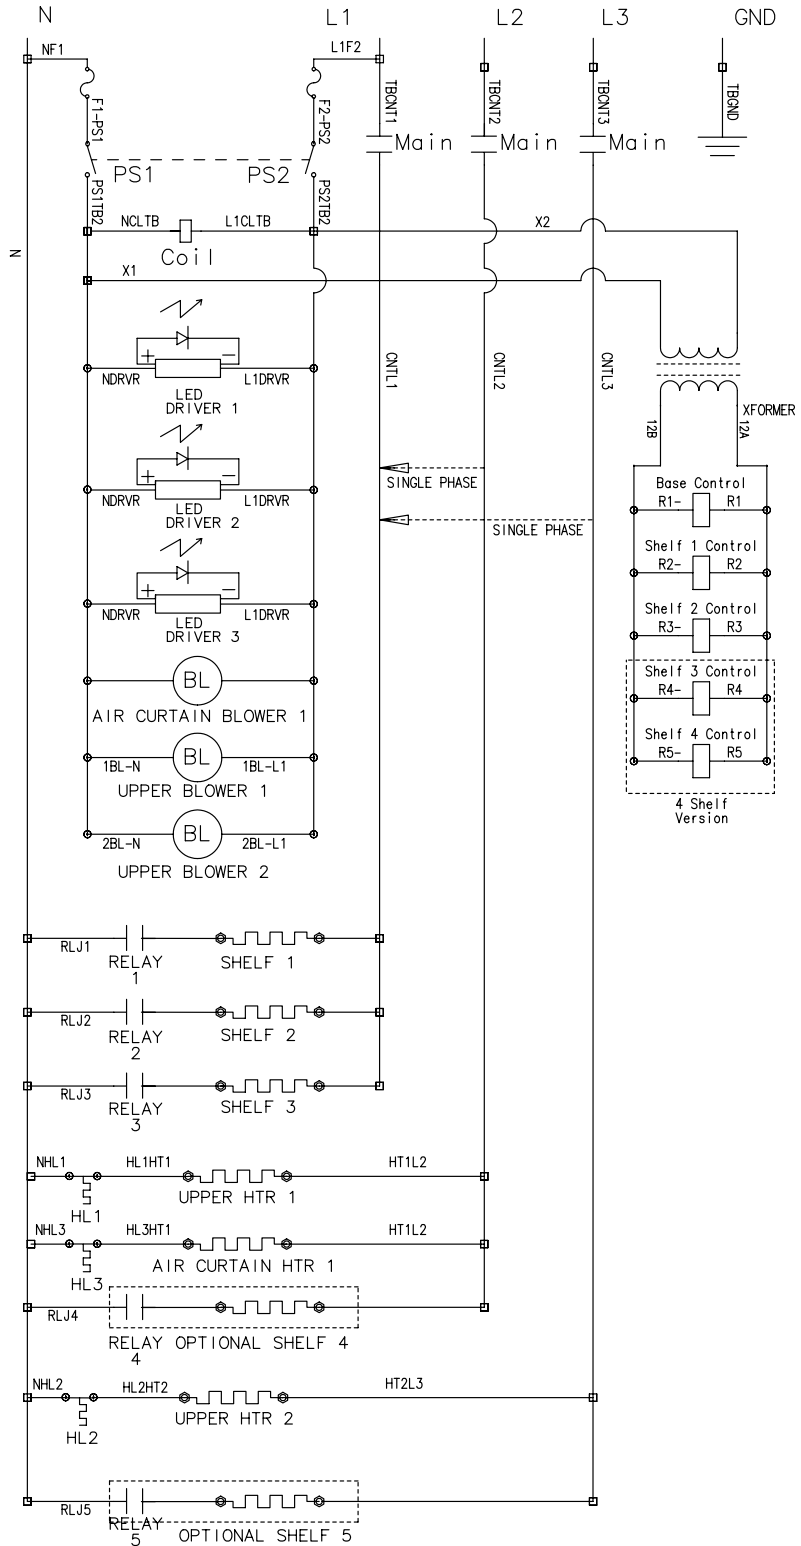 N L1 L2 L3 GND
NF1 L1F2
F1-PS1 F2-PS2 TBCNT1 TBCNT2 TBCNT3 TBGND
Main Main Main
PS1 PS2
PS1TB2 PS2TB2
NCLTB L1CLTB X2
N
Coil
X1
CNTL1 CNTL2 CNTL3
+ −
NDRVR L1DRVR
LED
DRIVER 1
XFORMER
12B 12A
+ −
NDRVR L1DRVR
LED
DRIVER 2
SINGLE PHASE
SINGLE PHASE
Base Control
R1- R1
Shelf 1 Control
R2- R2
+ −
NDRVR L1DRVR
LED
DRIVER 3
Shelf 2 Control
R3- R3
Shelf 3 Control
R4- R4
Shelf 4 Control
R5- R5
4 Shelf
Version
BL
AIR CURTAIN BLOWER 1
BL
1BL-N 1BL-L1
UPPER BLOWER 1
BL
2BL-N 2BL-L1
UPPER BLOWER 2
RLJ1
RELAY
1
SHELF 1
RLJ2
RELAY
2
SHELF 2
RLJ3
RELAY
3
SHELF 3
NHL1 HL1HT1 HT1L2
HL1
UPPER HTR 1
NHL3 HL3HT1 HT1L2
HL3
AIR CURTAIN HTR 1
RLJ4
RELAY
4
OPTIONAL SHELF 4
NHL2 HL2HT2 HT2L3
HL2
UPPER HTR 2
RLJ5
RELAY
5
OPTIONAL SHELF 5